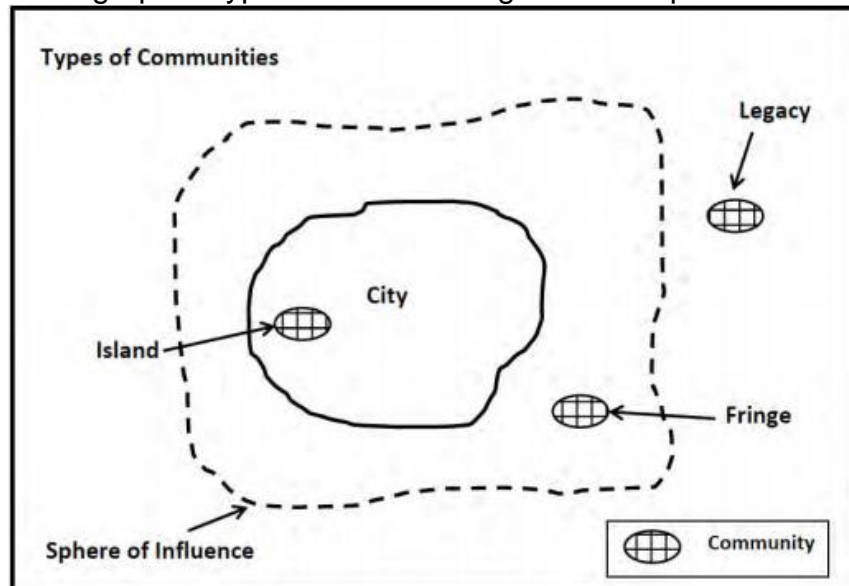 Types of Communities
Legacy
City
Island
Fringe
Sphere of Influence
Community